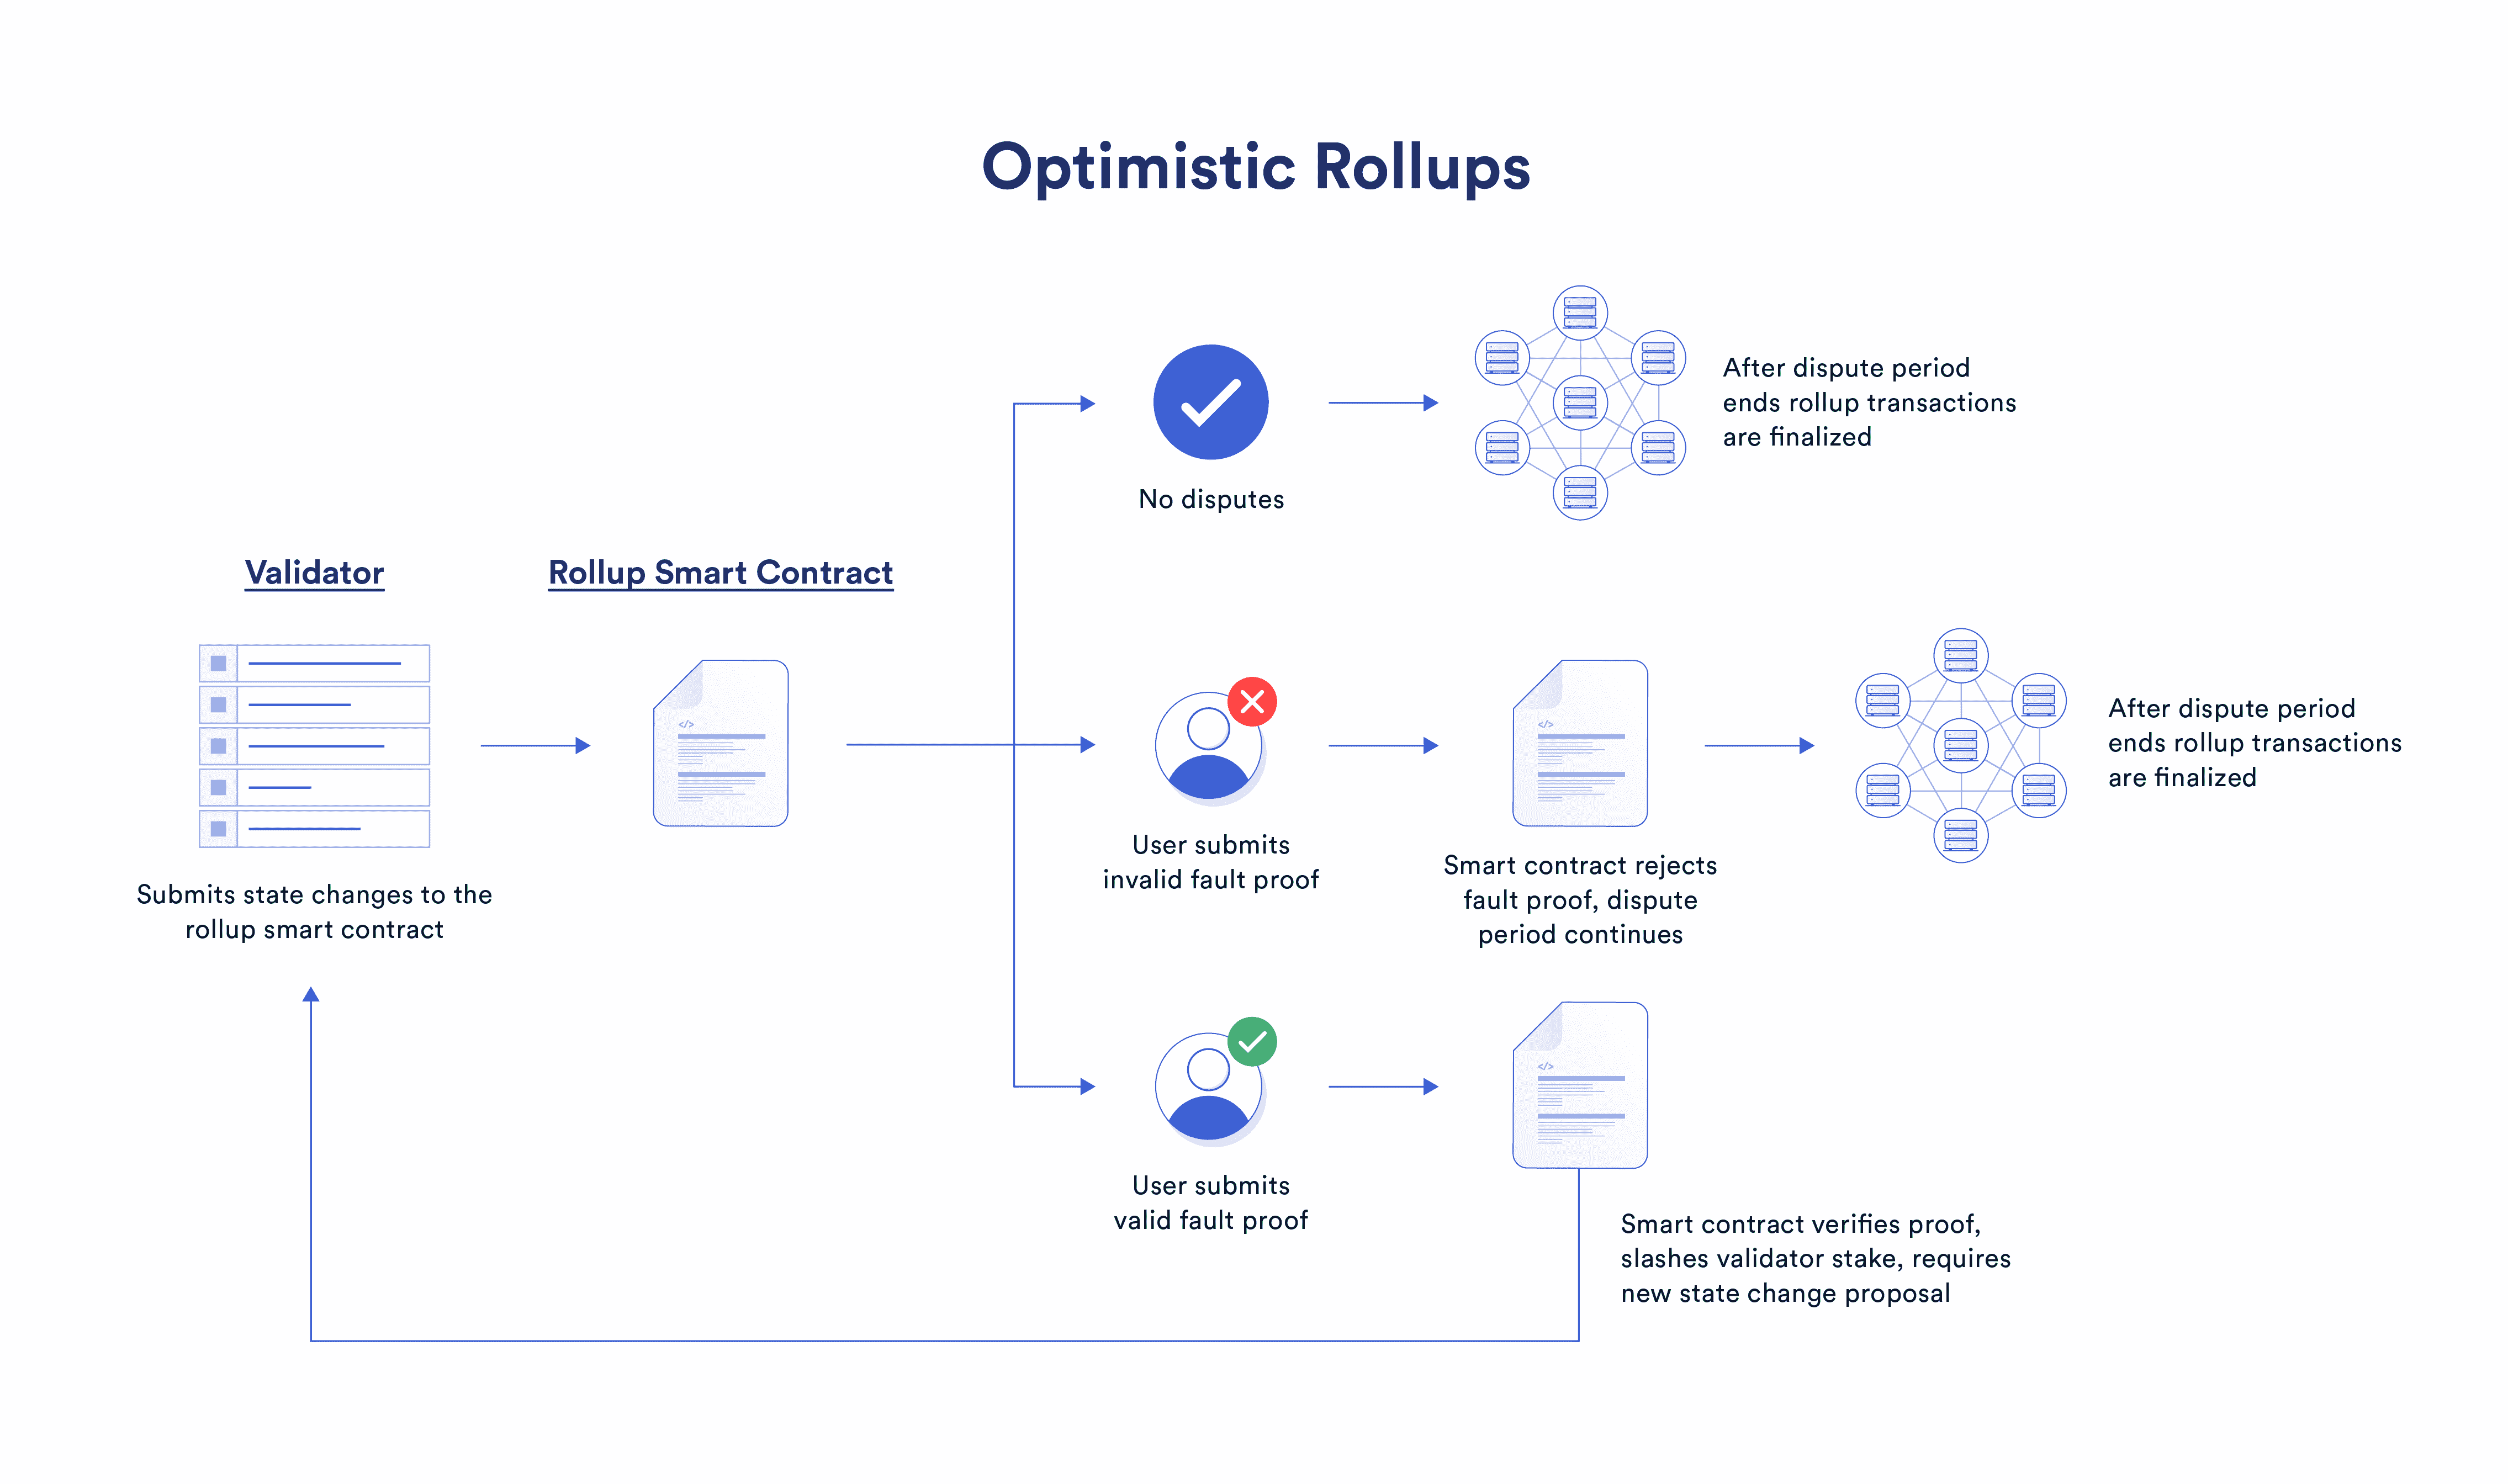 Optimistic Rollups
After dispute period
ends rollup transactions
are finalized
No disputes
Validator
Rollup Smart Contract
</>
</>
After dispute period
ends rollup transactions
are finalized
Submits state changes to the
rollup smart contract
User submits
invalid fault proof
Smart contract rejects
fault proof, dispute
period continues
</>
User submits
valid fault proof
Smart contract verifies proof,
slashes validator stake, requires
new state change proposal